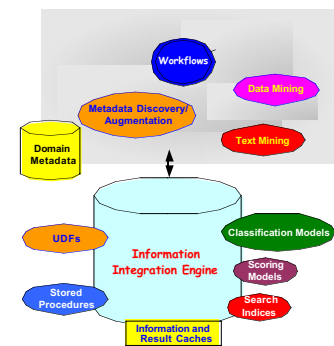 Workflows
Data Mining
Metadata Discovery/
Augmentation
Text Mining
Domain
Metadata
UDFs
Classification Models
Information
Integration Engine
Scoring
Models
Stored
Procedures
Search
Indices
Information and
Result Caches